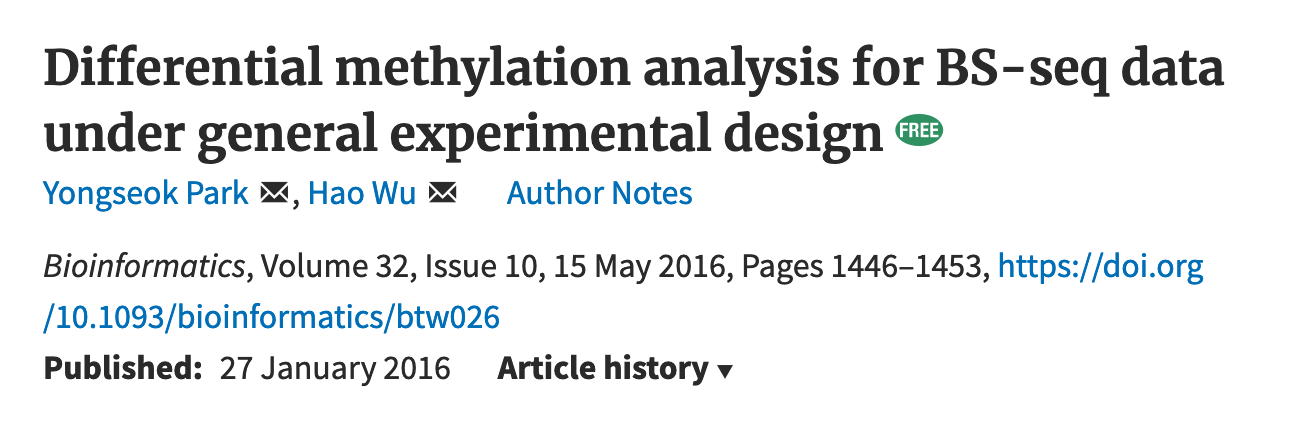 Differential methylation analysis for BS-seq data
under general experimental design FREE
Yongseok Park, Hao Wu Author Notes
Bioinformatics, Volume 32, Issue 10, 15 May 2016, Pages 1446–1453, https://doi.org
/10.1093/bioinformatics/btw026
Published: 27 January 2016 Article history ▾